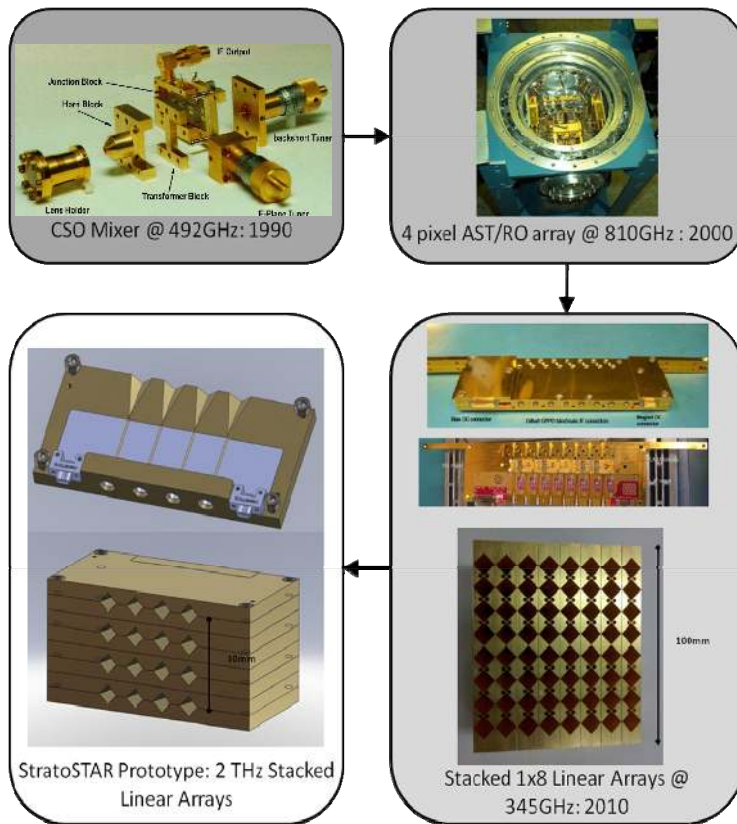 IF Output
Junction Block
Horn Block
backshort Tuner
Transformer Block
Lens Holder
E-Plane Tuner
CSO Mixer @ 492GHz: 1990
4 pixel AST/RO array @ 810GHz : 2000
100mm
Stacked 1x8 Linear Arrays @
345GHz: 2010
StratoSTAR Prototype: 2 THz Stacked
Linear Arrays